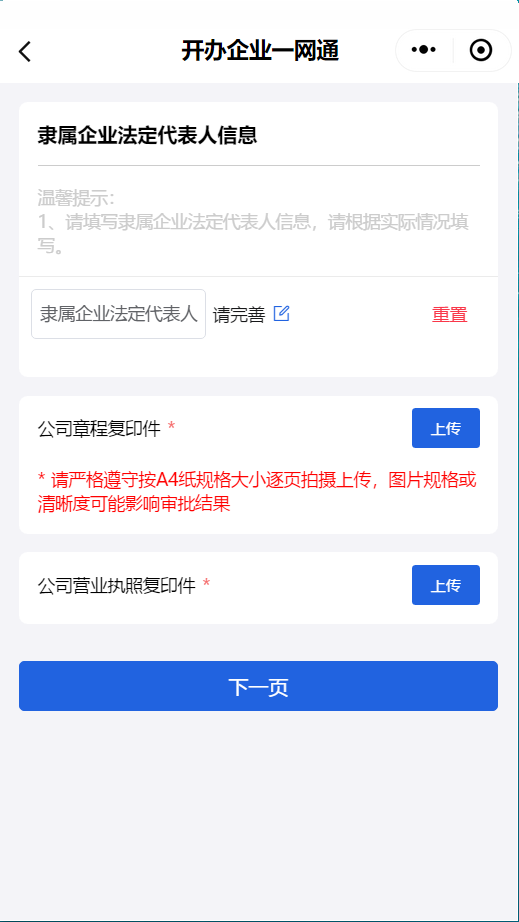 开办企业一网通
隶属企业法定代表人信息
温馨提示:
1、请填写隶属企业法定代表人信息，请根据实际情况填
写。
隶属企业法定代表人 请完善 重置
公司章程复印件 * 上传
* 请严格遵守按A4纸规格大小逐页拍摄上传，图片规格或
清晰度可能影响审批结果
公司营业执照复印件 * 上传
下一页